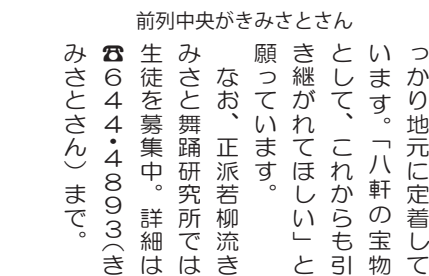 前列中央がきみさとさん
っかり地元に定着して
います。「八軒の宝物
として、これからも引
き継がれてほしい」と
願っています。
なお、正派若柳流き
みさと舞踊研究所では
生徒を募集中。詳細は
☎644・4893（き
みさとさん）まで。